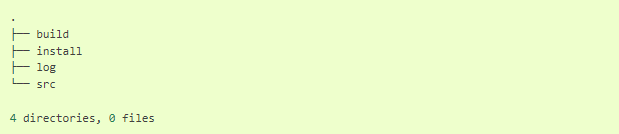 .
├── build
├── install
├── log
└── src

4 directories, 0 files